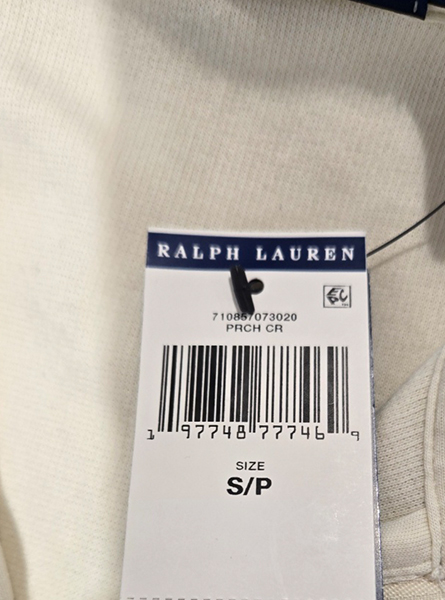 RALPH LAUREN
710857073020
PRCH CR
1 97748 77746 9
SIZE
S/P